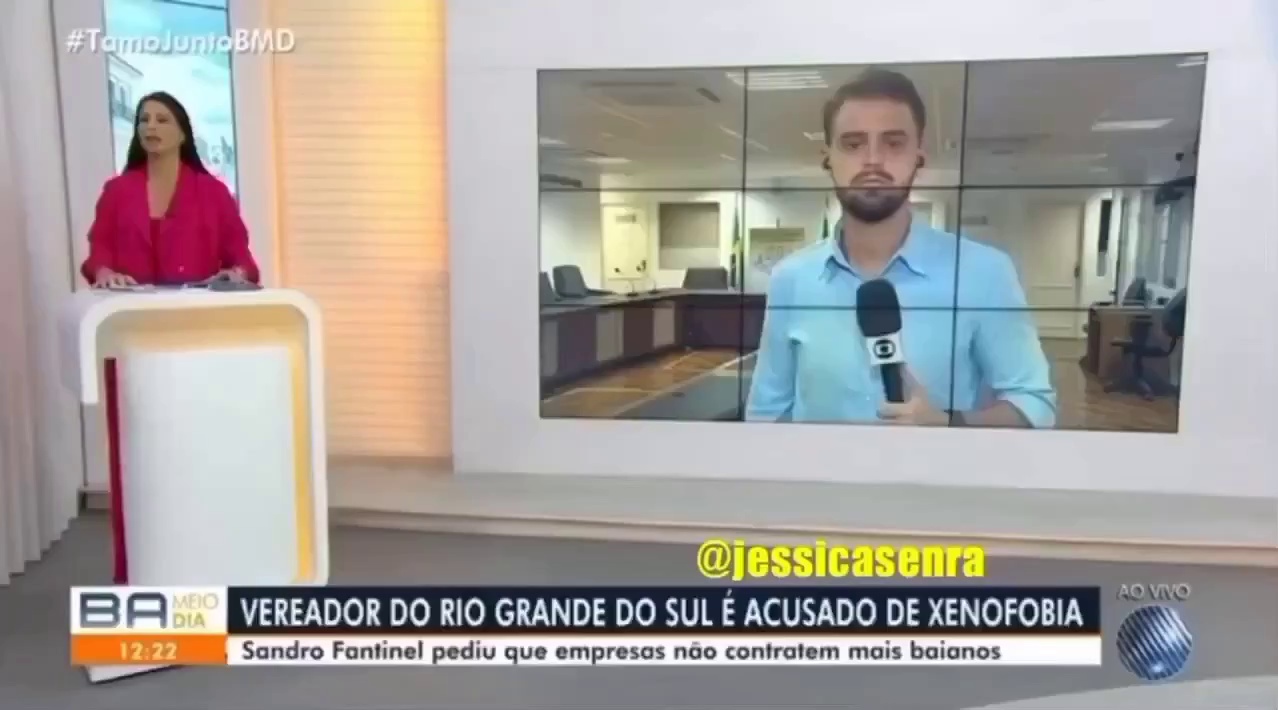 #TamoJuntoBMD
@jessicasenra
BA MEIO DIA
VEREADOR DO RIO GRANDE DO SUL É ACUSADO DE XENOFOBIA
AO VIVO
12:22
Sandro Fantinel pediu que empresas não contratem mais baianos